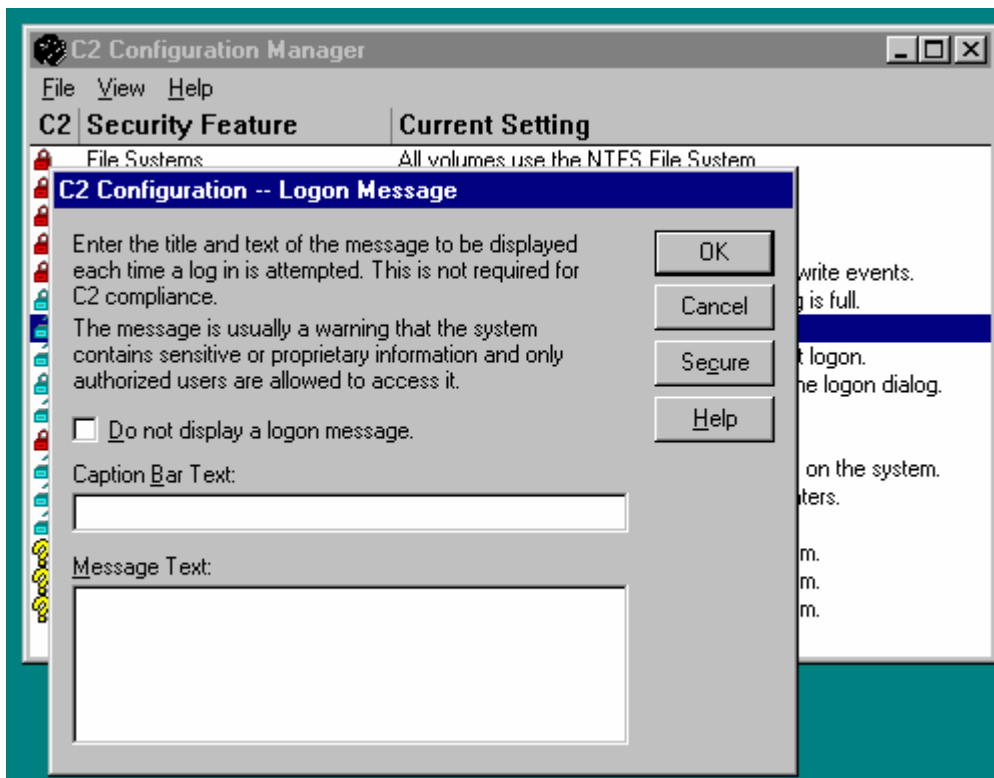 C2 Configuration Manager
File View Help
C2 Security Feature Current Setting
File Systems All volumes use the NTFS File System
C2 Configuration -- Logon Message
Enter the title and text of the message to be displayed
each time a log in is attempted. This is not required for
C2 compliance.
The message is usually a warning that the system
contains sensitive or proprietary information and only
authorized users are allowed to access it.
Do not display a logon message.
Caption Bar Text:
Message Text:
OK
Cancel
Secure
Help
write events.
is full.
logon.
logon dialog.
on the system.